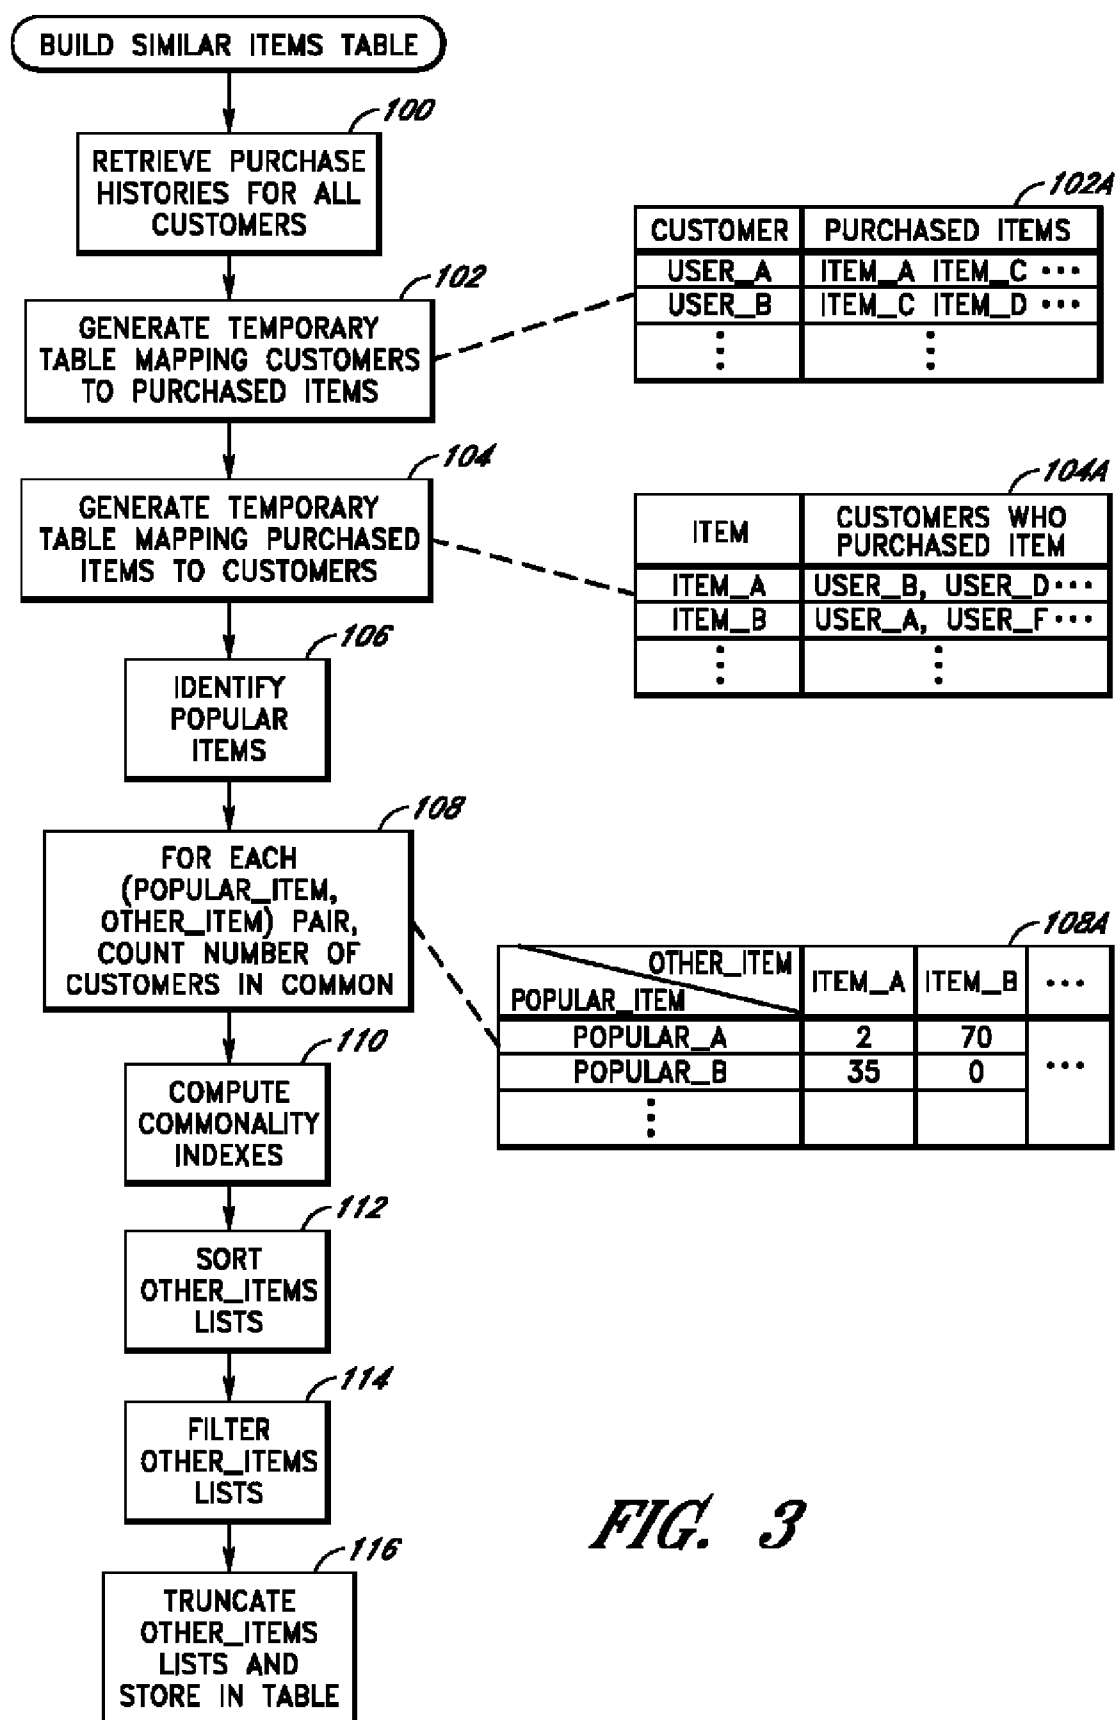 BUILD SIMILAR ITEMS TABLE
100
RETRIEVE PURCHASE
HISTORIES FOR ALL
CUSTOMERS
102
GENERATE TEMPORARY
TABLE MAPPING CUSTOMERS
TO PURCHASED ITEMS
102A
CUSTOMER PURCHASED ITEMS
USER_A ITEM_A ITEM_C •••
USER_B ITEM_C ITEM_D •••
104
GENERATE TEMPORARY
TABLE MAPPING PURCHASED
ITEMS TO CUSTOMERS
104A
ITEM
CUSTOMERS WHO
PURCHASED ITEM
ITEM_A USER_B, USER_D•••
ITEM_B USER_A, USER_F•••
106
IDENTIFY
POPULAR
ITEMS
108
FOR EACH
(POPULAR_ITEM,
OTHER_ITEM) PAIR,
COUNT NUMBER OF
CUSTOMERS IN COMMON
108A
OTHER_ITEM
POPULAR_ITEM
ITEM_A ITEM_B •••
POPULAR_A 2 70
POPULAR_B 35 0 •••
110
COMPUTE
COMMONALITY
INDEXES
112
SORT
OTHER_ITEMS
LISTS
114
FILTER
OTHER_ITEMS
LISTS
116
TRUNCATE
OTHER_ITEMS
LISTS AND
STORE IN TABLE
FIG. 3